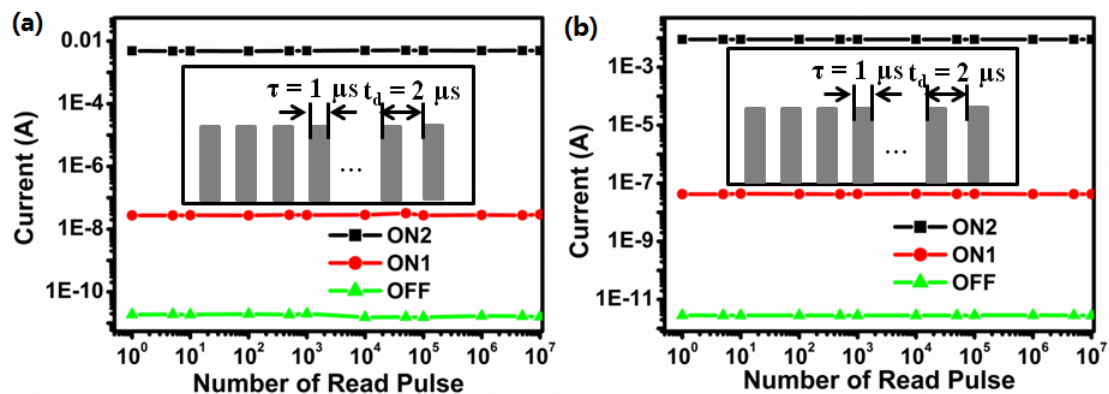 (a)
0.01
1E-4
1E-6
1E-8
1E-10
Current (A)
τ = 1 μs t_d = 2 μs
...
ON2
ON1
OFF
10^0 10^1 10^2 10^3 10^4 10^5 10^6 10^7
Number of Read Pulse
(b)
1E-3
1E-5
1E-7
1E-9
1E-11
Current (A)
τ = 1 μs t_d = 2 μs
...
ON2
ON1
OFF
10^0 10^1 10^2 10^3 10^4 10^5 10^6 10^7
Number of Read Pulse